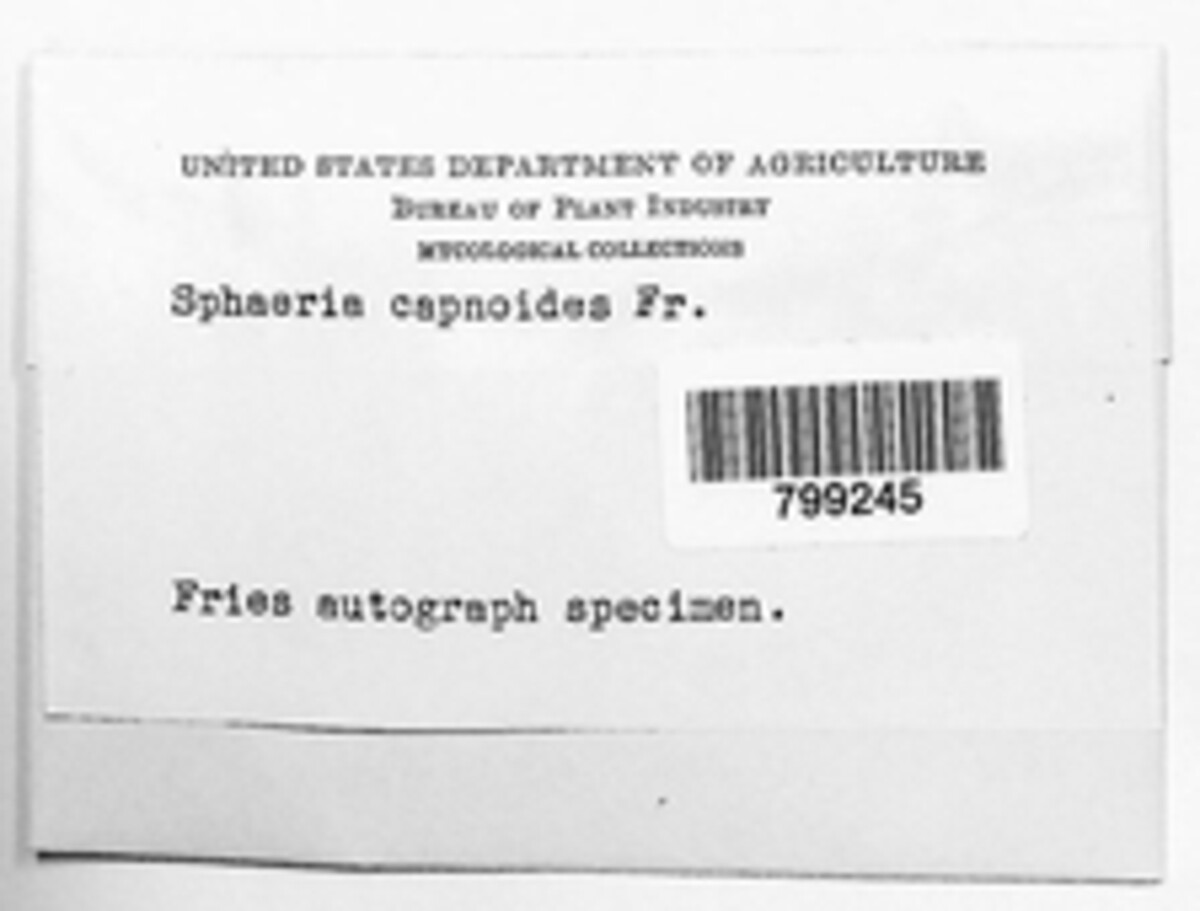 UNITED STATES DEPARTMENT OF AGRICULTURE
BUREAU OF PLANT INDUSTRY
MYCOLOGICAL COLLECTIONS
Sphaeria capnoides Fr.
799245
Fries autograph specimen.